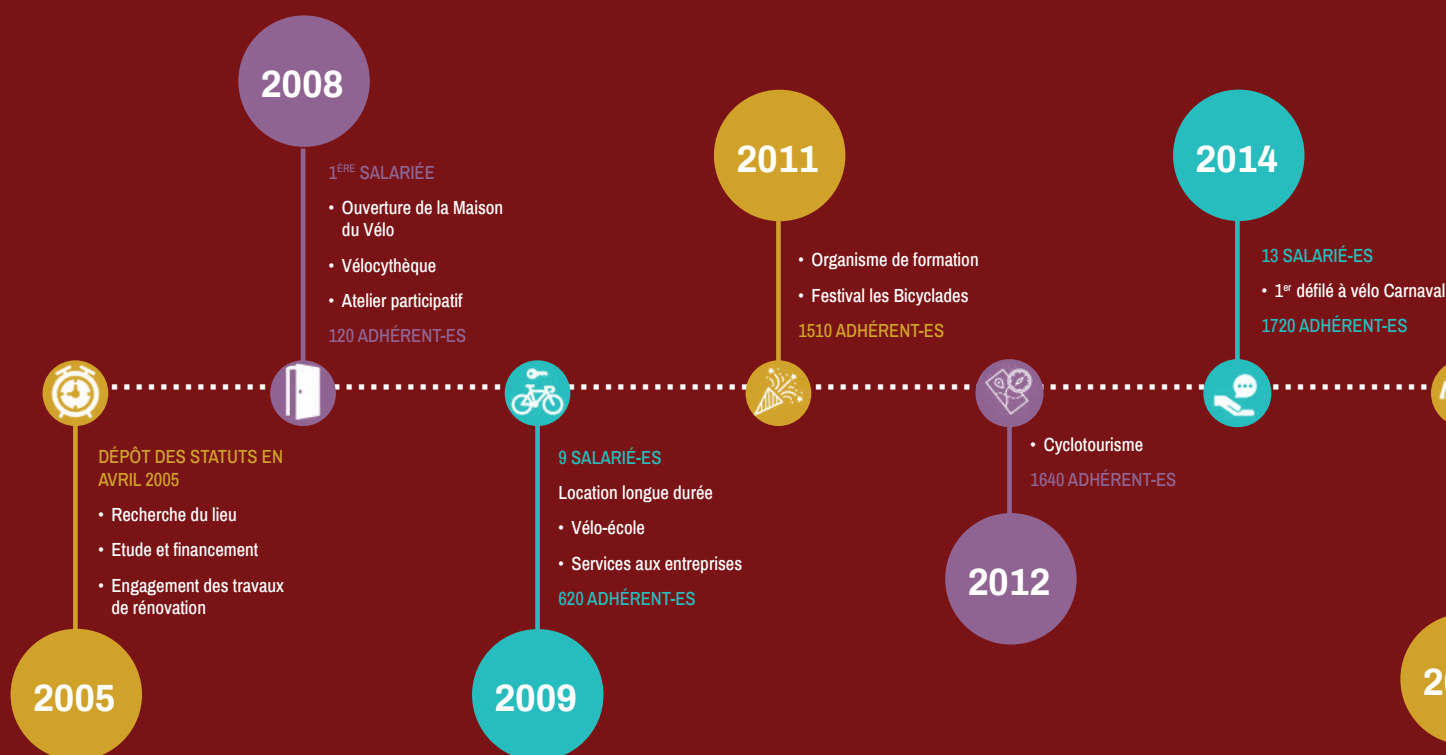 2005
DÉPÔT DES STATUTS EN
AVRIL 2005
• Recherche du lieu
• Etude et financement
• Engagement des travaux
de rénovation
2008
1ÈRE SALARIÉE
• Ouverture de la Maison
du Vélo
• Vélocythèque
• Atelier participatif
120 ADHÉRENT-ES
2009
9 SALARIÉ-ES
Location longue durée
• Vélo-école
• Services aux entreprises
620 ADHÉRENT-ES
2011
• Organisme de formation
• Festival les Bicyclades
1510 ADHÉRENT-ES
2012
• Cyclotourisme
1640 ADHÉRENT-ES
2014
13 SALARIÉ-ES
• 1er défilé à vélo Carnaval
1720 ADHÉRENT-ES